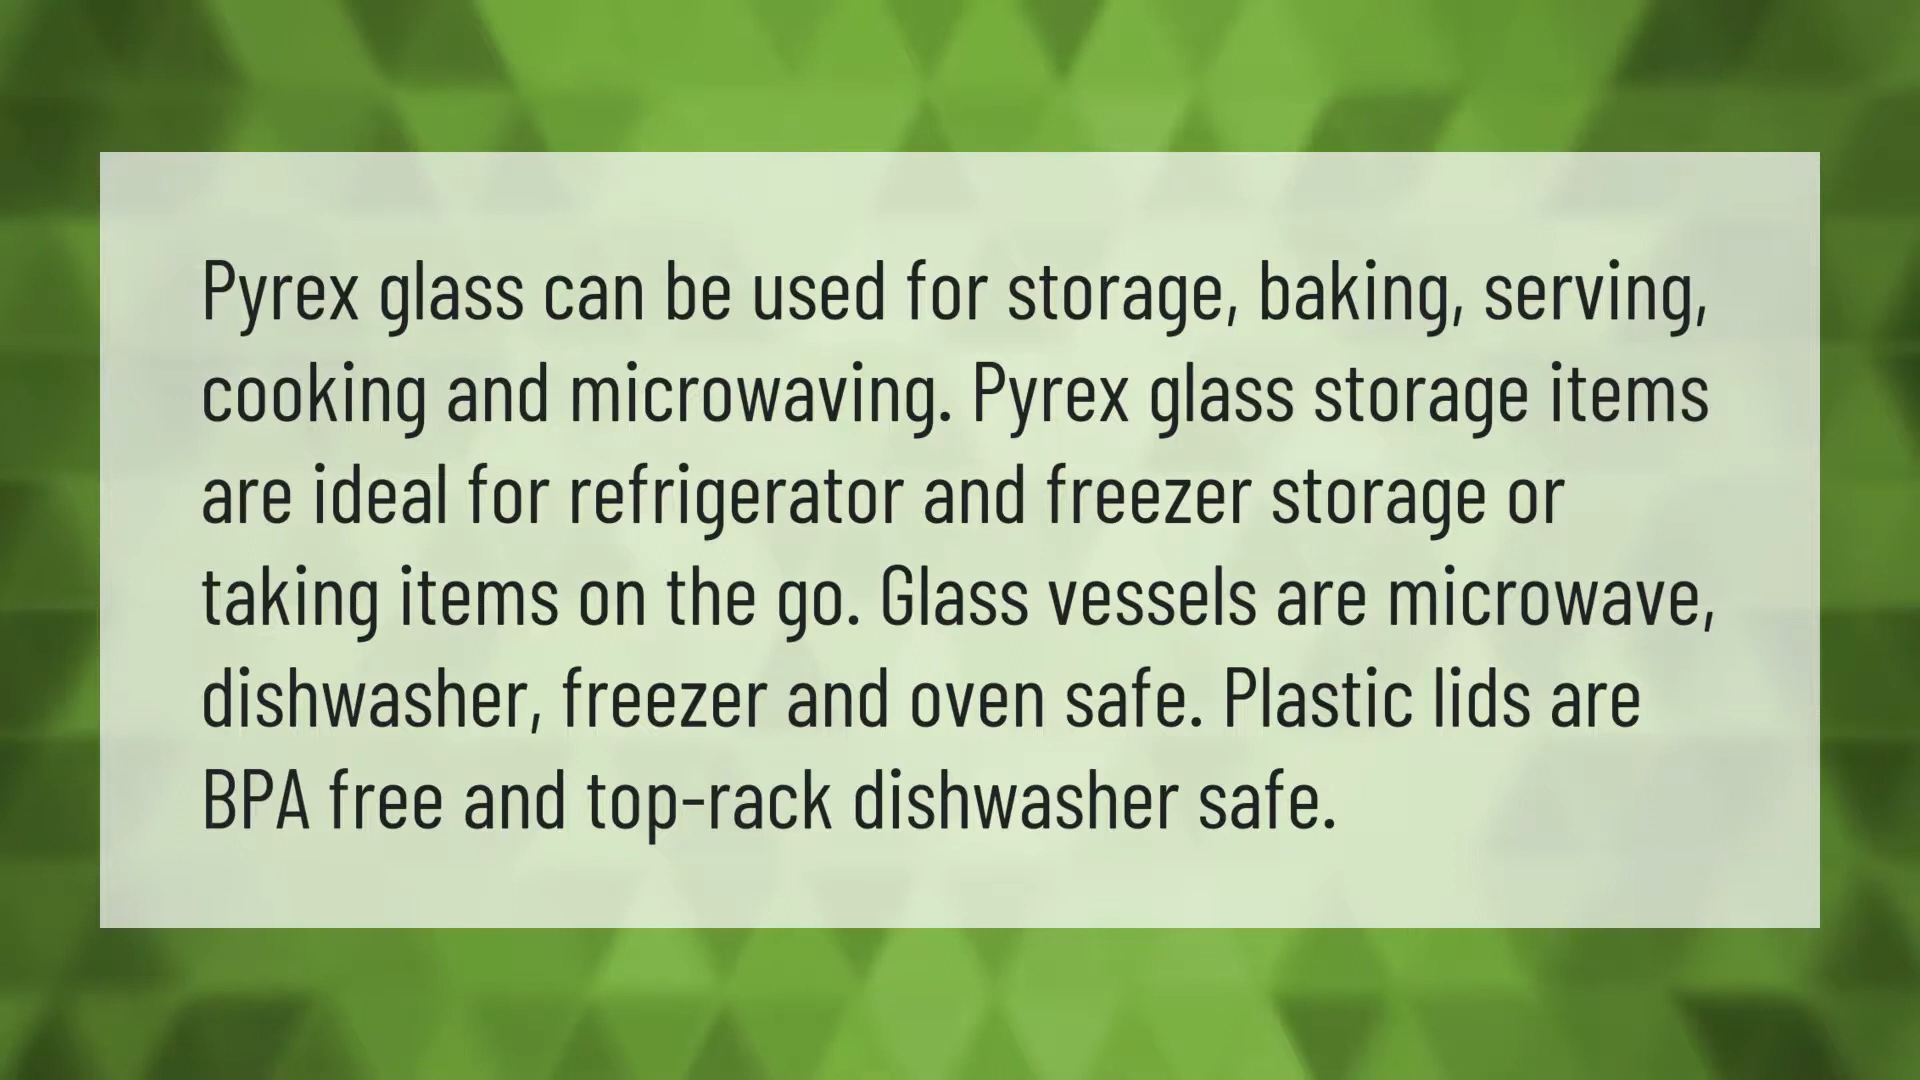 Pyrex glass can be used for storage, baking, serving,
cooking and microwaving. Pyrex glass storage items
are ideal for refrigerator and freezer storage or
taking items on the go. Glass vessels are microwave,
dishwasher, freezer and oven safe. Plastic lids are
BPA free and top-rack dishwasher safe.